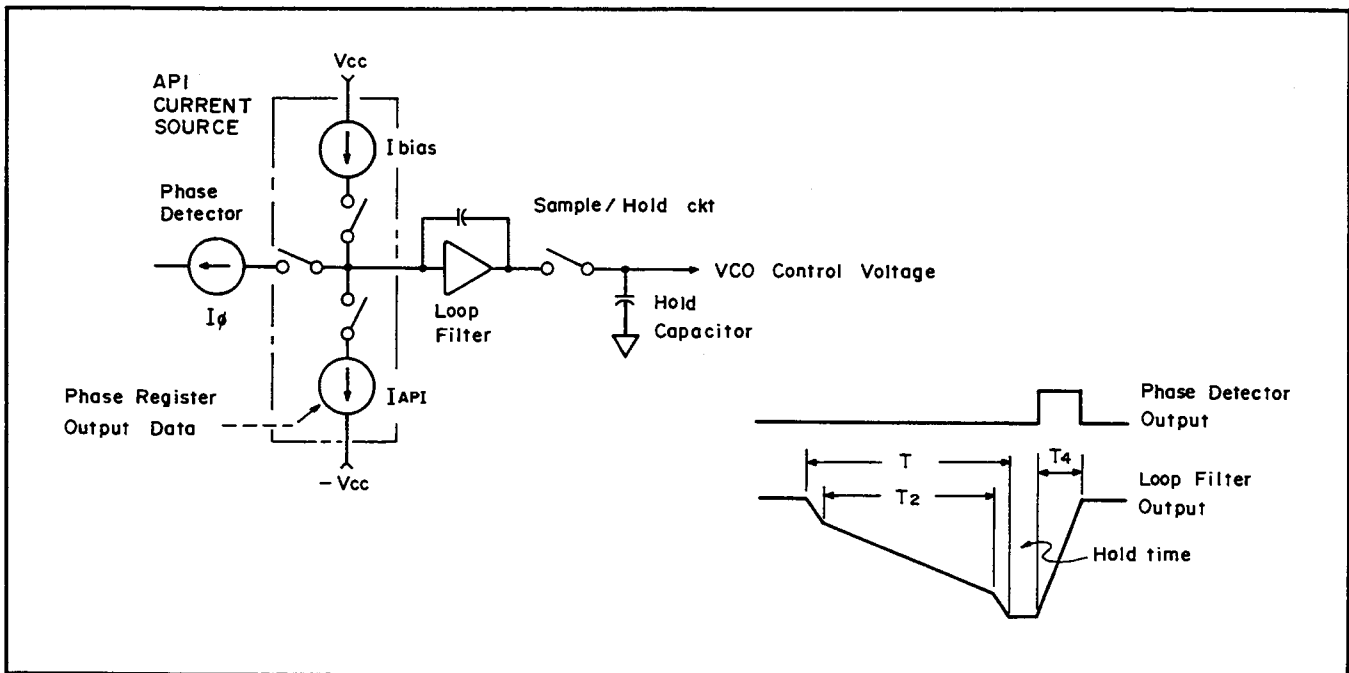 Vcc
API
CURRENT
SOURCE
I bias
Phase
Detector
Sample/Hold ckt
VCO Control Voltage
Iφ
Loop
Filter
Hold
Capacitor
Phase Register
Output Data
IAPI
-Vcc
Phase Detector
Output
T
T4
T2
Loop Filter
Output
Hold time